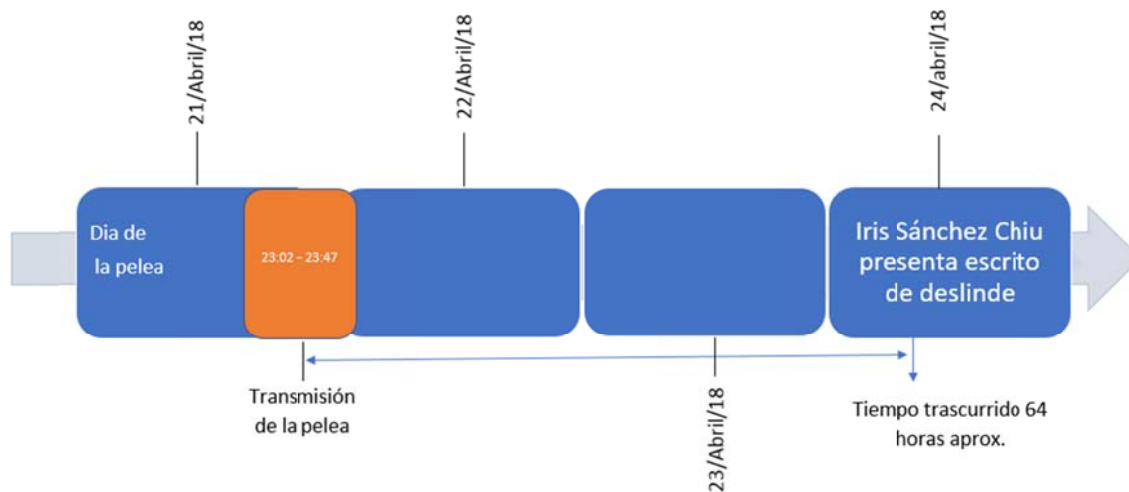 21/Abril/18
22/Abril/18
24/abril/18
Dia de
la pelea
23:02 – 23:47
Iris Sánchez Chiu
presenta escrito
de deslinde
Transmisión
de la pelea
23/Abril/18
Tiempo trascurrido 64
horas aprox.